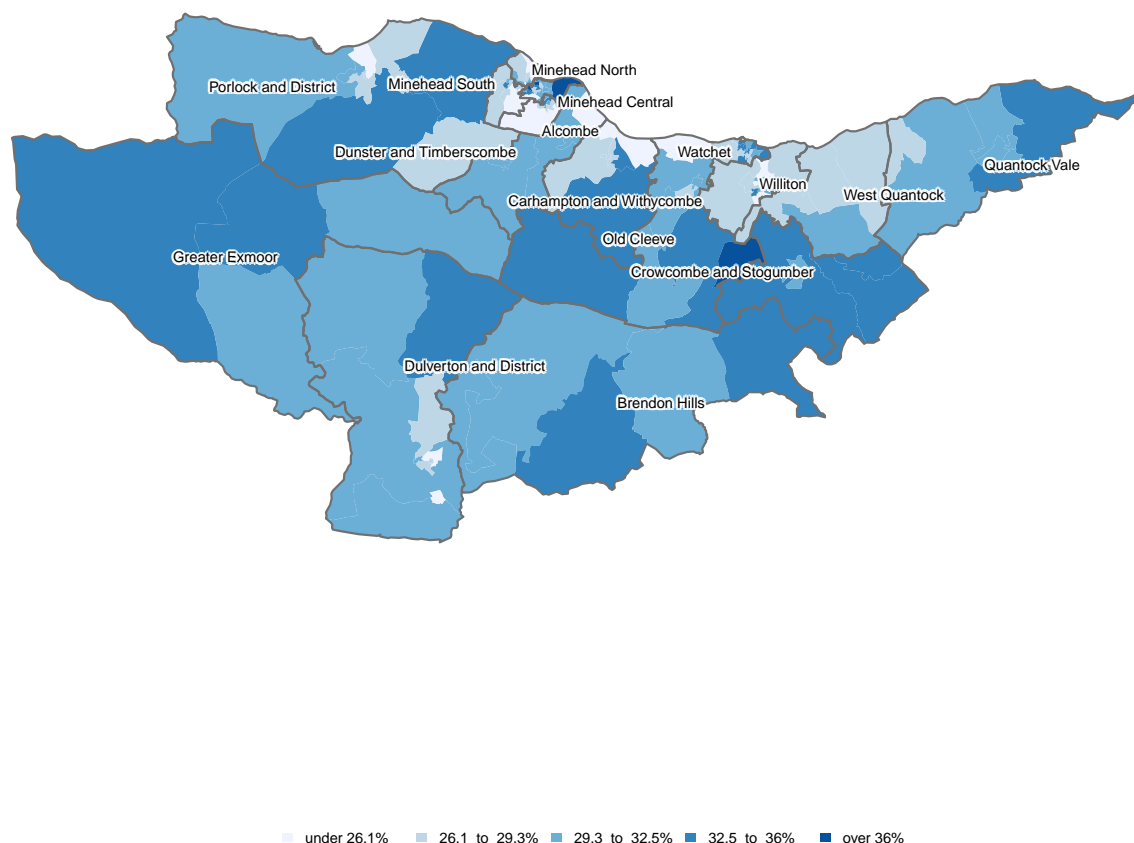 Minehead North
Porlock and District
Minehead South
Minehead Central
Alcombe
Dunster and Timberscombe
Watchet
Quantock Vale
Williton
West Quantock
Carhampton and Withycombe
Old Cleeve
Greater Exmoor
Crowcombe and Stogumber
Dulverton and District
Brendon Hills
under 26.1% 26.1 to 29.3% 29.3 to 32.5% 32.5 to 36% over 36%